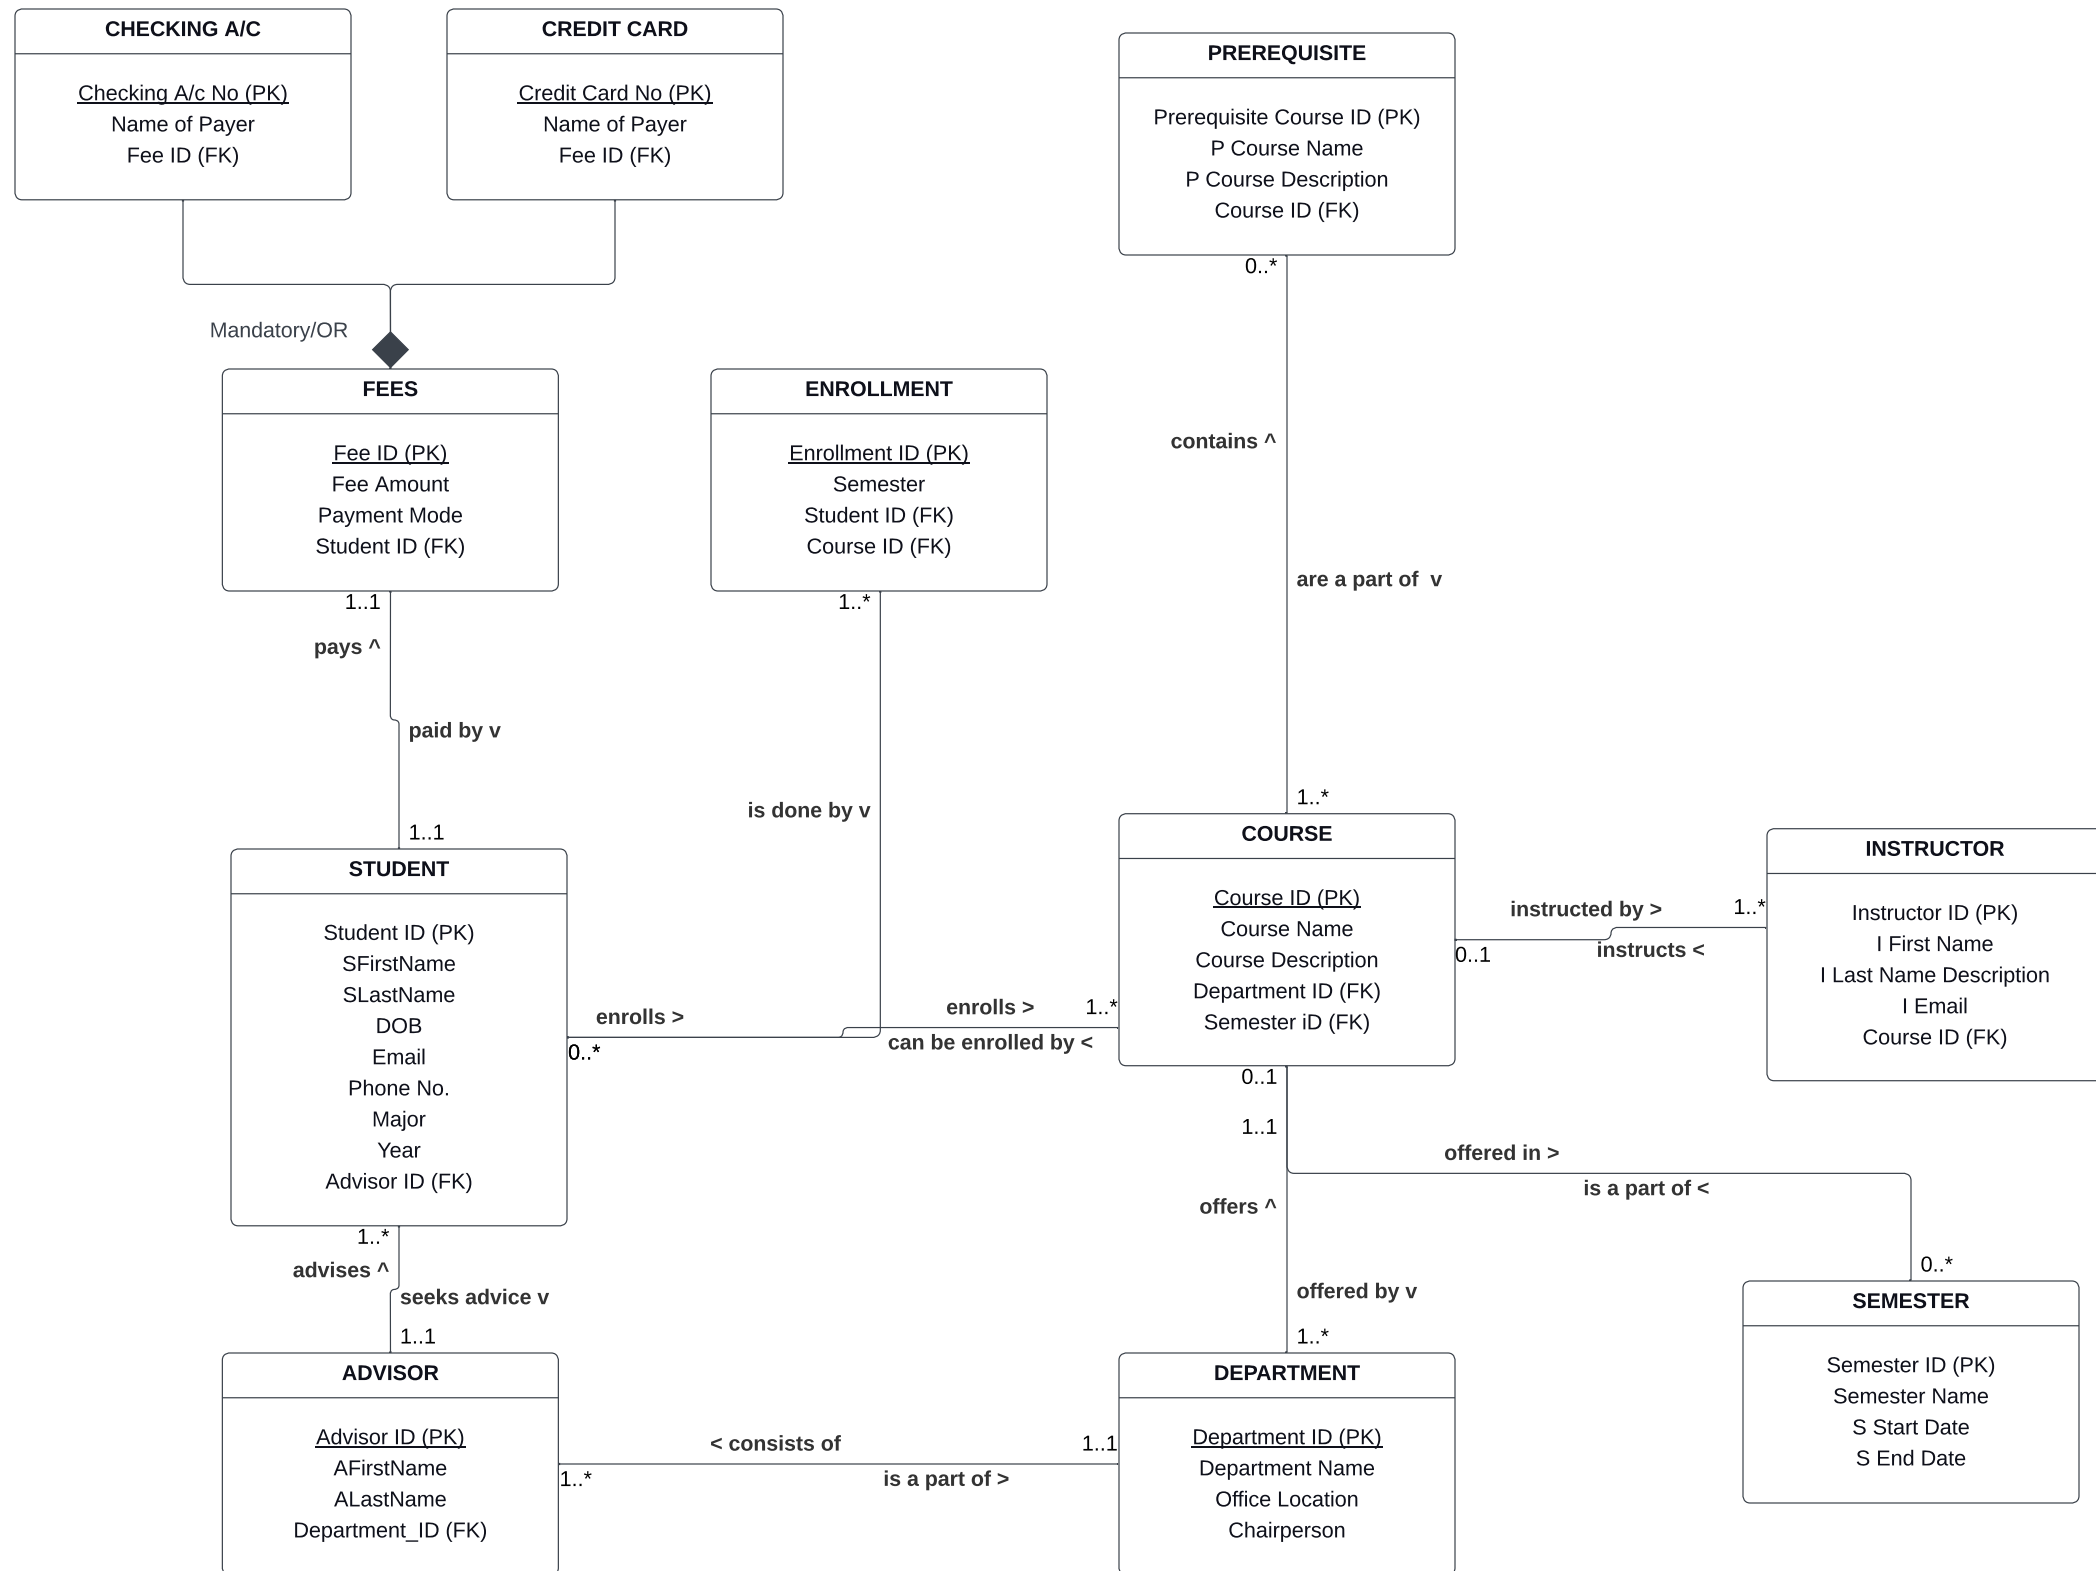 CHECKING A/C
Checking A/c No (PK)
Name of Payer
Fee ID (FK)
CREDIT CARD
Credit Card No (PK)
Name of Payer
Fee ID (FK)
PREREQUISITE
Prerequisite Course ID (PK)
P Course Name
P Course Description
Course ID (FK)
0..*
Mandatory/OR
FEES
Fee ID (PK)
Fee Amount
Payment Mode
Student ID (FK)
1..1
ENROLLMENT
Enrollment ID (PK)
Semester
Student ID (FK)
Course ID (FK)
1..*
contains ^
are a part of  v
pays ^
paid by v
1..1
is done by v
1..*
STUDENT
Student ID (PK)
SFirstName
SLastName
DOB
Email
Phone No.
Major
Year
Advisor ID (FK)
enrolls >
0..*
enrolls >
1..*
can be enrolled by <
COURSE
Course ID (PK)
Course Name
Course Description
Department ID (FK)
Semester iD (FK)
instructed by >
1..*
0..1
instructs <
INSTRUCTOR
Instructor ID (PK)
I First Name
I Last Name Description
I Email
Course ID (FK)
0..1
1..1
offered in >
is a part of <
offers ^
offered by v
0..*
1..*
1..*
advises ^
seeks advice v
1..1
ADVISOR
Advisor ID (PK)
AFirstName
ALastName
Department_ID (FK)
< consists of
1..1
1..*
is a part of >
DEPARTMENT
Department ID (PK)
Department Name
Office Location
Chairperson
SEMESTER
Semester ID (PK)
Semester Name
S Start Date
S End Date